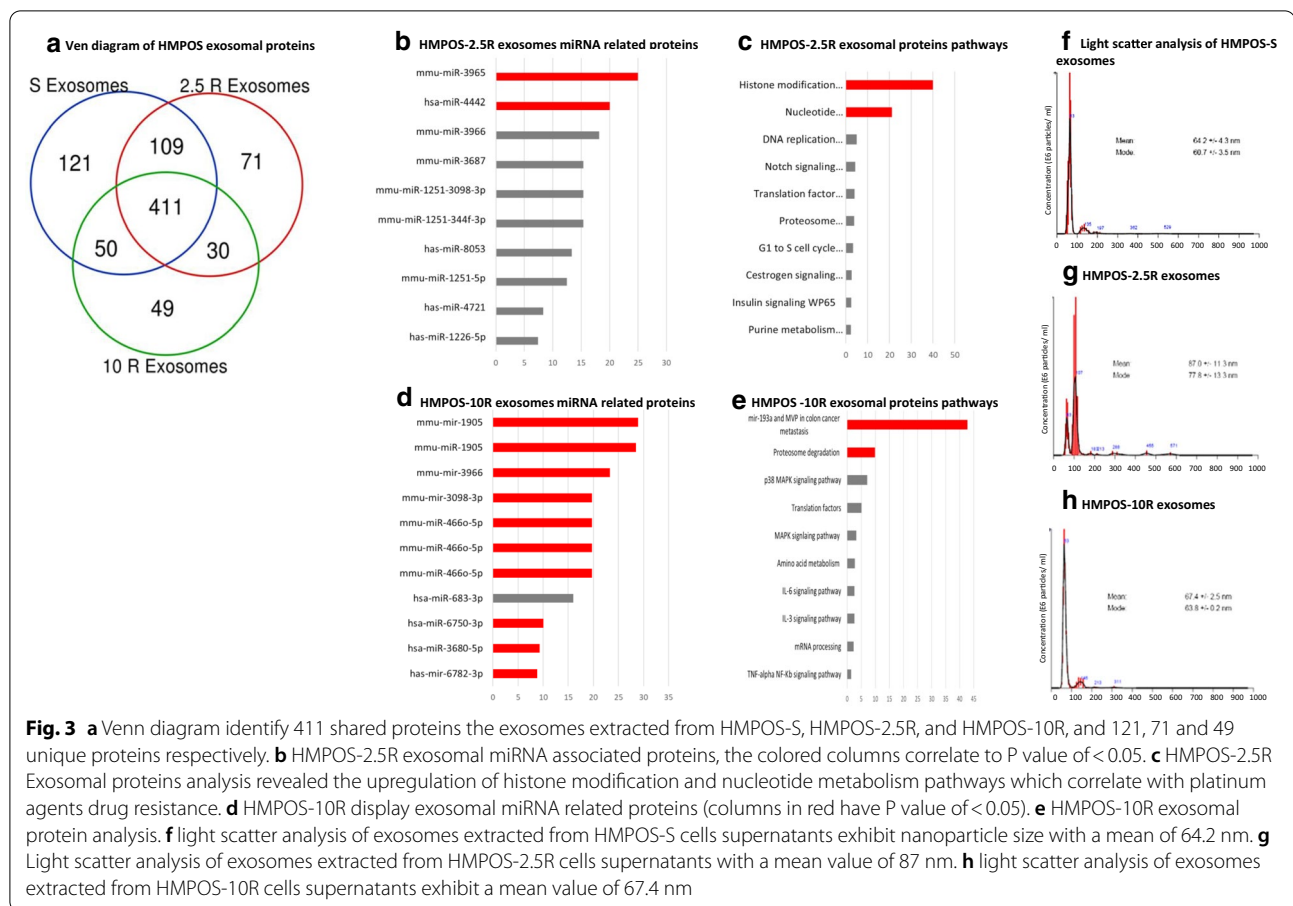 a Ven diagram of HMPOS exosomal proteins
S Exosomes
2.5 R Exosomes
121
109
71
411
50
30
49
10 R Exosomes
b HMPOS-2.5R exosomes miRNA related proteins
mmu-miR-3965
hsa-miR-4442
mmu-miR-3966
mmu-miR-3687
mmu-miR-1251-3098-3p
mmu-miR-1251-344f-3p
has-miR-8053
mmu-miR-1251-5p
has-miR-4721
has-miR-1226-5p
0 5 10 15 20 25 30
c HMPOS-2.5R exosomal proteins pathways
Histone modification...
Nucleotide...
DNA replication...
Notch signaling...
Translation factor...
Proteosome...
G1 to S cell cycle...
Cestrogen signaling...
Insulin signaling WP65
Purine metabolism...
0 10 20 30 40 50
d HMPOS-10R exosomes miRNA related proteins
mmu-mir-1905
mmu-miR-1905
mmu-mir-3966
mmu-mir-3098-3p
mmu-miR-466o-5p
mmu-miR-466o-5p
mmu-miR-466o-5p
hsa-miR-683-3p
hsa-miR-6750-3p
hsa-miR-3680-5p
has-mir-6782-3p
0 5 10 15 20 25 30 35
e HMPOS -10R exosomal proteins pathways
mir-193a and MVP in colon cancer
metastasis
Proteosome degradation
p38 MAPK signaling pathway
Translation factors
MAPK signlaing pathway
Amino acid metabolism
IL-6 signaling pathway
IL-3 signaling pathway
mRNA processing
TNF-alpha NF-Kb signaling pathway
0 5 10 15 20 25 30 35 40 45
f Light scatter analysis of HMPOS-S
exosomes
Concentration (E6 particles/ ml)
Mean: 64.2 +/- 4.3 nm
Mode: 60.7 +/- 3.5 nm
0 100 200 300 400 500 600 700 800 900 1000
g HMPOS-2.5R exosomes
Concentration (E6 particles/ ml)
Mean: 87.0 +/- 11.3 nm
Mode: 77.8 +/- 13.3 nm
0 100 200 300 400 500 600 700 800 900 1000
h HMPOS-10R exosomes
Concentration (E6 particles/ ml)
Mean: 67.4 +/- 2.5 nm
Mode: 63.8 +/- 0.2 nm
0 100 200 300 400 500 600 700 800 900 1000
Fig. 3 a Venn diagram identify 411 shared proteins the exosomes extracted from HMPOS-S, HMPOS-2.5R, and HMPOS-10R, and 121, 71 and 49
unique proteins respectively. b HMPOS-2.5R exosomal miRNA associated proteins, the colored columns correlate to P value of < 0.05. c HMPOS-2.5R
Exosomal proteins analysis revealed the upregulation of histone modification and nucleotide metabolism pathways which correlate with platinum
agents drug resistance. d HMPOS-10R display exosomal miRNA related proteins (columns in red have P value of < 0.05). e HMPOS-10R exosomal
protein analysis. f light scatter analysis of exosomes extracted from HMPOS-S cells supernatants exhibit nanoparticle size with a mean of 64.2 nm. g
Light scatter analysis of exosomes extracted from HMPOS-2.5R cells supernatants with a mean value of 87 nm. h light scatter analysis of exosomes
extracted from HMPOS-10R cells supernatants exhibit a mean value of 67.4 nm